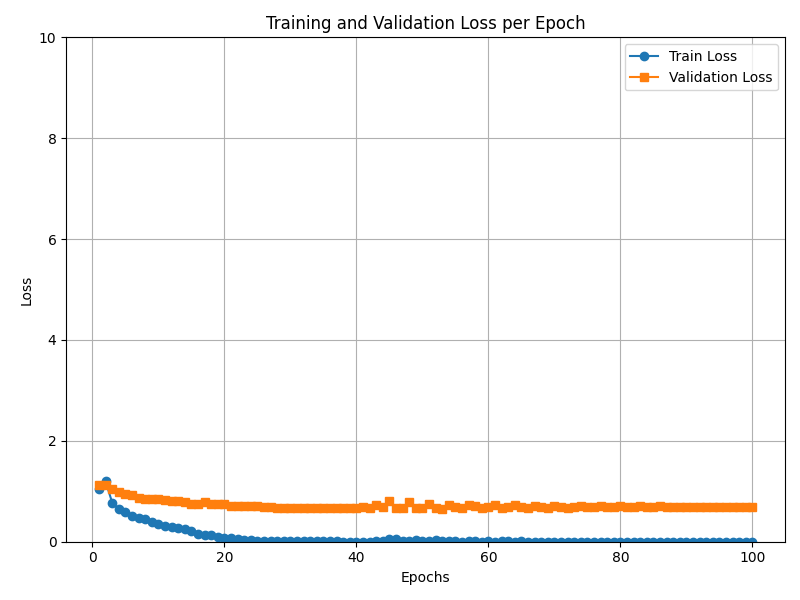 Training and Validation Loss per Epoch
Train Loss
Validation Loss
10
8
6
4
2
0
Loss
0 20 40 60 80 100
Epochs